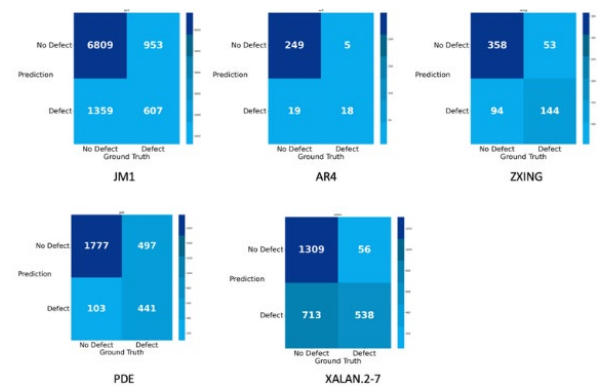 No Defect
6809
953
Prediction
Defect
1359
607
No Defect
Defect
Ground Truth
JM1
No Defect
249
5
Prediction
Defect
19
18
No Defect
Defect
Ground Truth
AR4
No Defect
358
53
Prediction
Defect
94
144
No Defect
Defect
Ground Truth
ZXING
No Defect
1777
497
Prediction
Defect
103
441
No Defect
Defect
Ground Truth
PDE
No Defect
1309
56
Prediction
Defect
713
538
No Defect
Defect
Ground Truth
XALAN.2-7